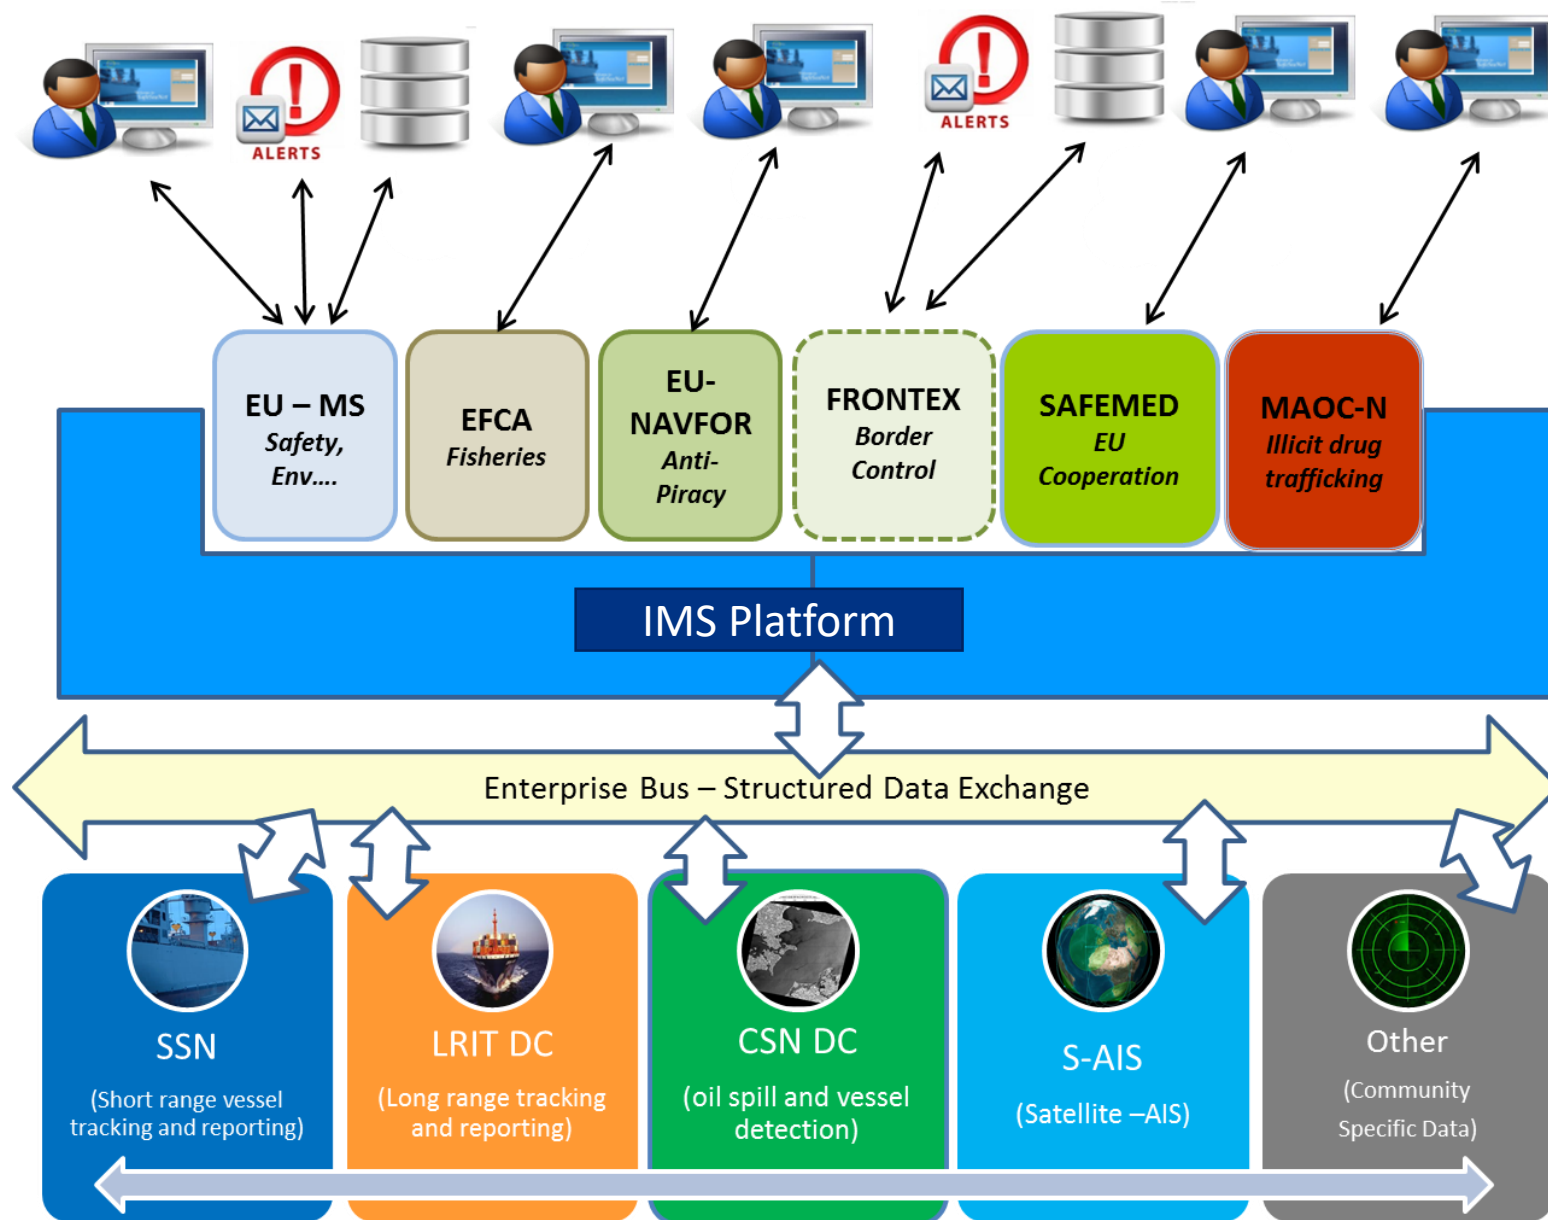 ALERTS
ALERTS
EU – MS
Safety,
Env....
EFCA
Fisheries
EU-
NAVFOR
Anti-
Piracy
FRONTEX
Border
Control
SAFEMED
EU
Cooperation
MAOC-N
Illicit drug
trafficking
IMS Platform
Enterprise Bus – Structured Data Exchange
SSN
(Short range vessel
tracking and reporting)
LRIT DC
(Long range tracking
and reporting)
CSN DC
(oil spill and vessel
detection)
S-AIS
(Satellite –AIS)
Other
(Community
Specific Data)